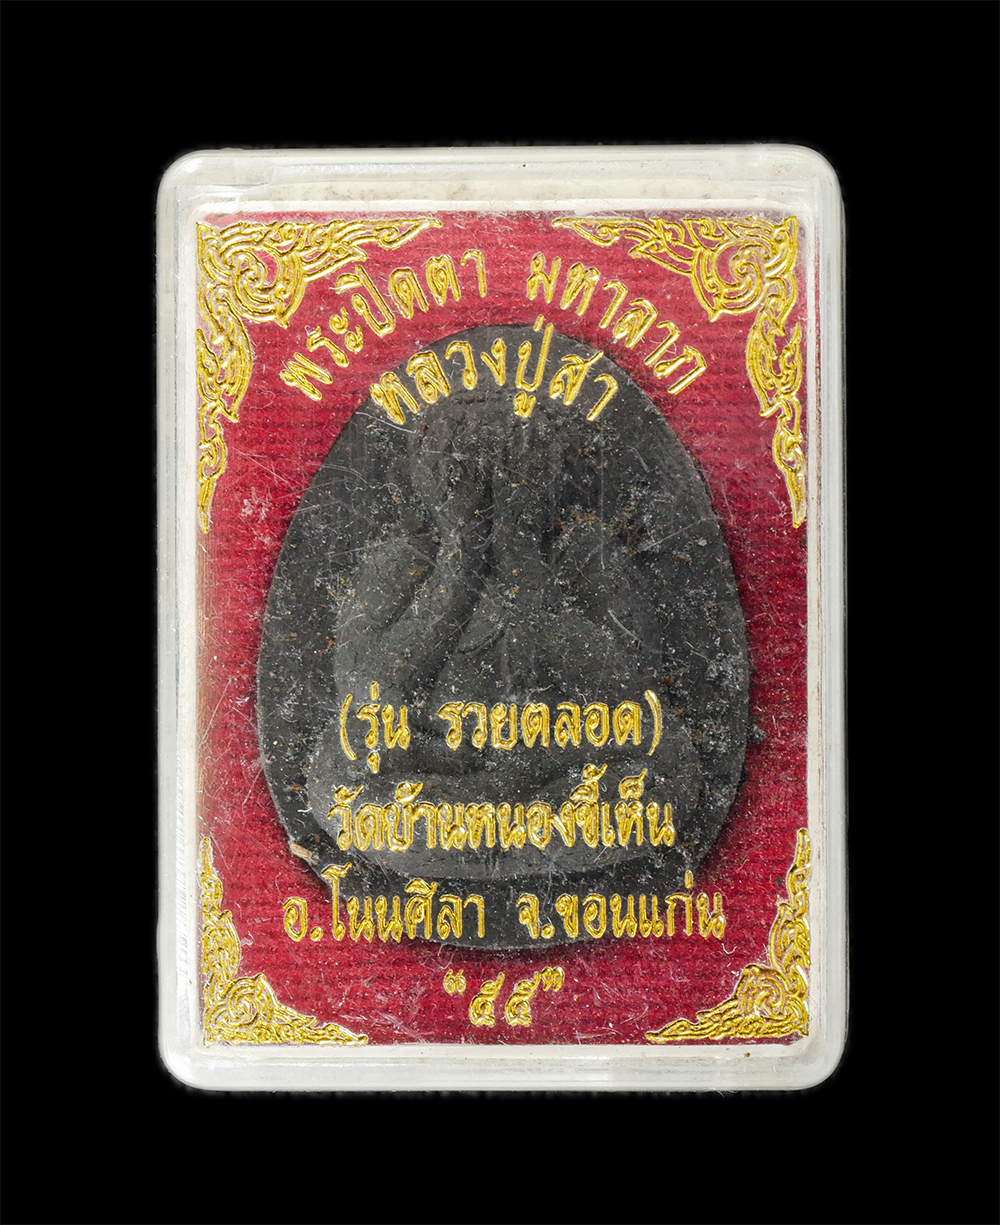 พระปิดตา มหาลาภ
หลวงปู่สา
(รุ่น รวยตลอด)
วัดบ้านหนองขี้เห็น
อ.โนนศีลา จ.ขอนแก่น
“๕๕”